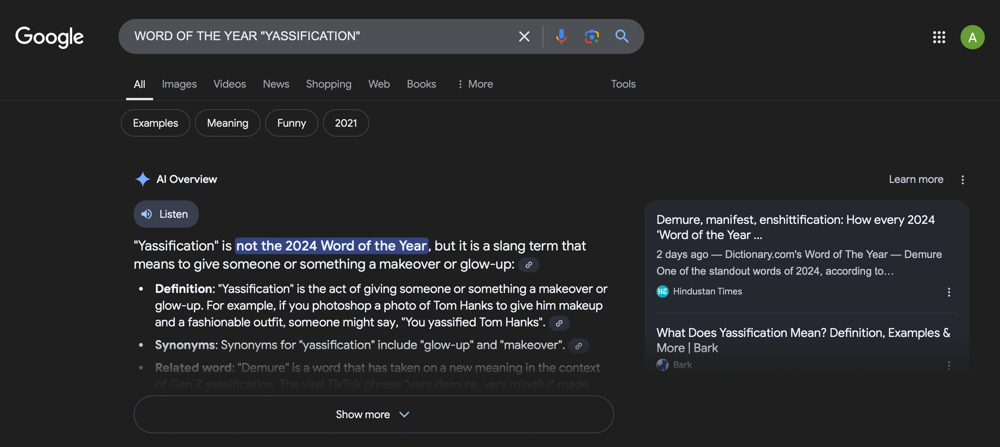 Google
WORD OF THE YEAR "YASSIFICATION"
A
All Images Videos News Shopping Web Books More Tools
Examples Meaning Funny 2021
AI Overview
Learn more
Listen
"Yassification" is not the 2024 Word of the Year, but it is a slang term that
means to give someone or something a makeover or glow-up:
• Definition: "Yassification" is the act of giving someone or something a makeover or
glow-up. For example, if you photoshop a photo of Tom Hanks to give him makeup
and a fashionable outfit, someone might say, "You yassified Tom Hanks".
• Synonyms: Synonyms for "yassification" include "glow-up" and "makeover".
• Related word: "Demure" is a word that has taken on a new meaning in the context
of Gen Z yassification. The viral TikTok phrase "very demure, very mindful" made
Show more
Demure, manifest, enshittification: How every 2024
‘Word of the Year ...
2 days ago — Dictionary.com's Word of The Year — Demure
One of the standout words of 2024, according to…
HT Hindustan Times
What Does Yassification Mean? Definition, Examples &
More | Bark
Bark